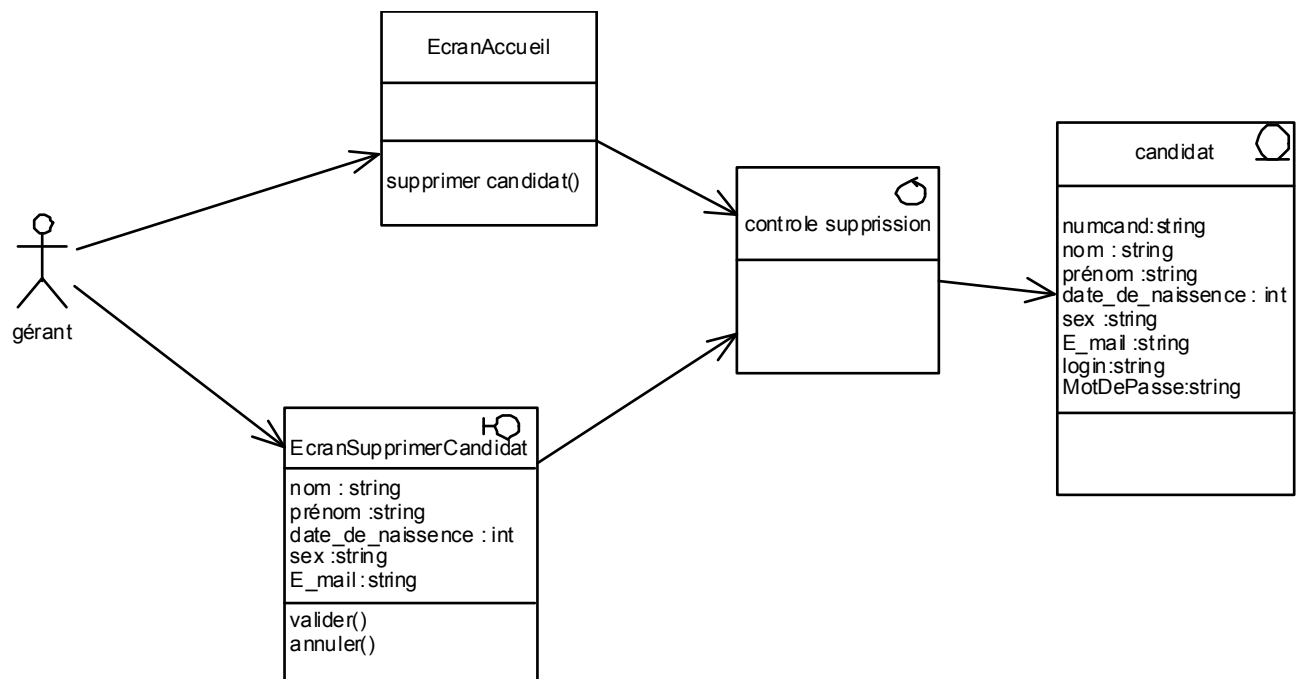 EcranAccueil
supprimer candidat()
gérant
EcranSupprimerCandidat
nom : string
prénom :string
date_de_naissence : int
sex :string
E_mail:string
valider()
annuler()
controle supprission
candidat
numcand:string
nom : string
prénom :string
date_de_naissence : int
sex :string
E_mail :string
login:string
MotDePasse:string